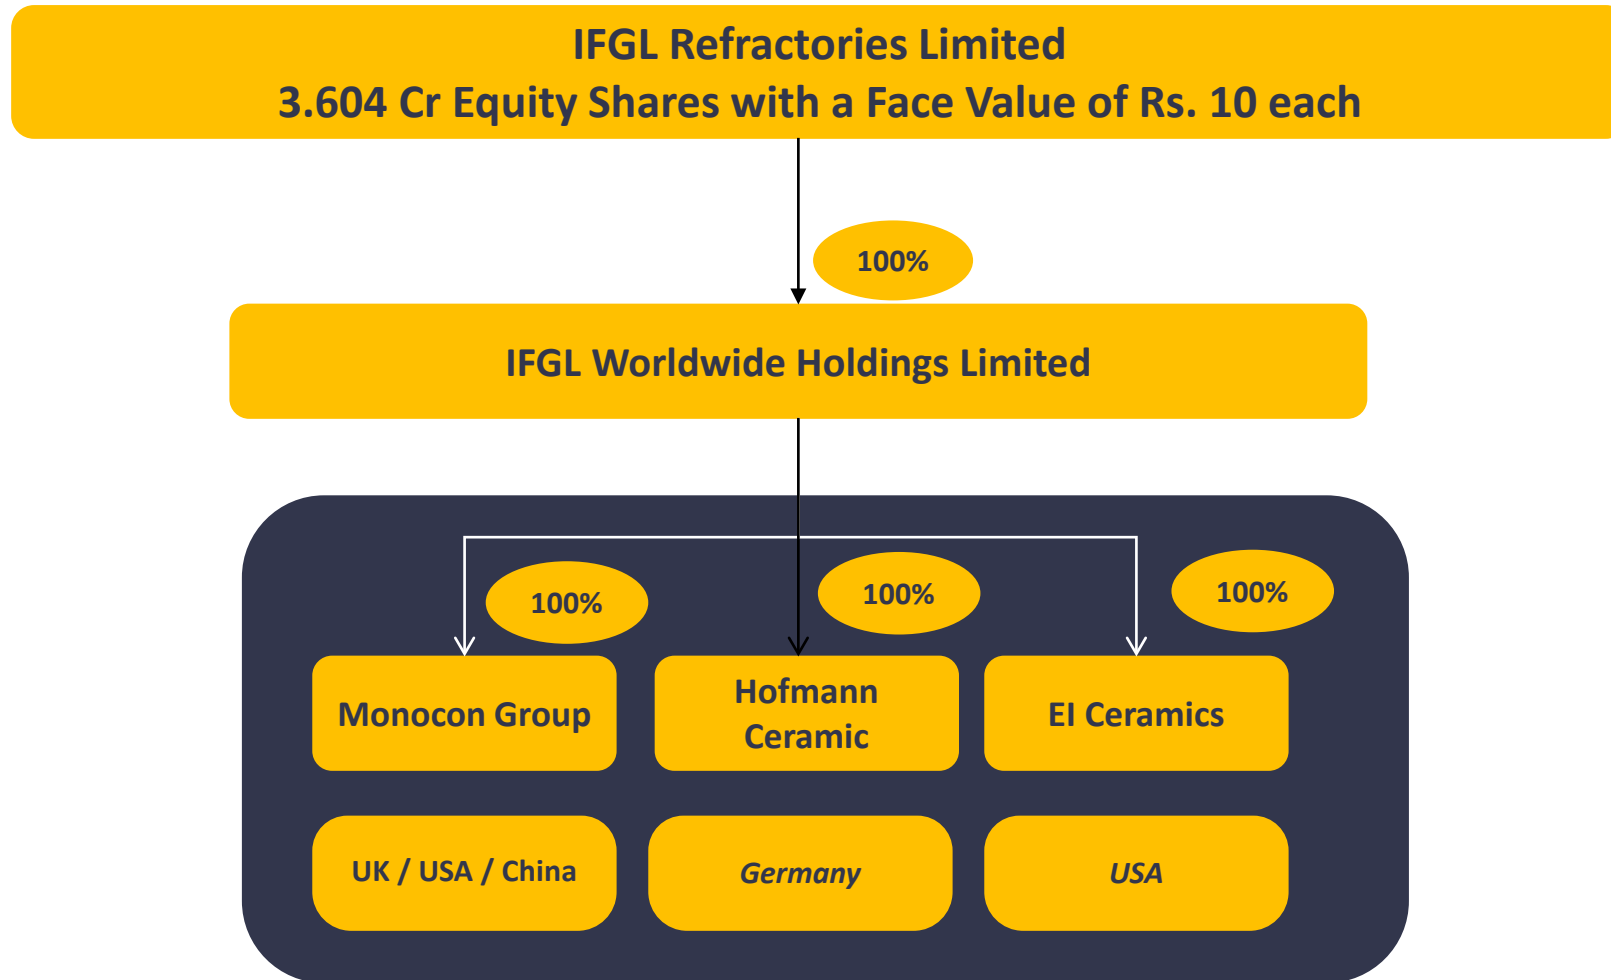 IFGL Refractories Limited
3.604 Cr Equity Shares with a Face Value of Rs. 10 each
100%
IFGL Worldwide Holdings Limited
100%
100%
100%
Monocon Group
Hofmann
Ceramic
EI Ceramics
UK / USA / China
Germany
USA